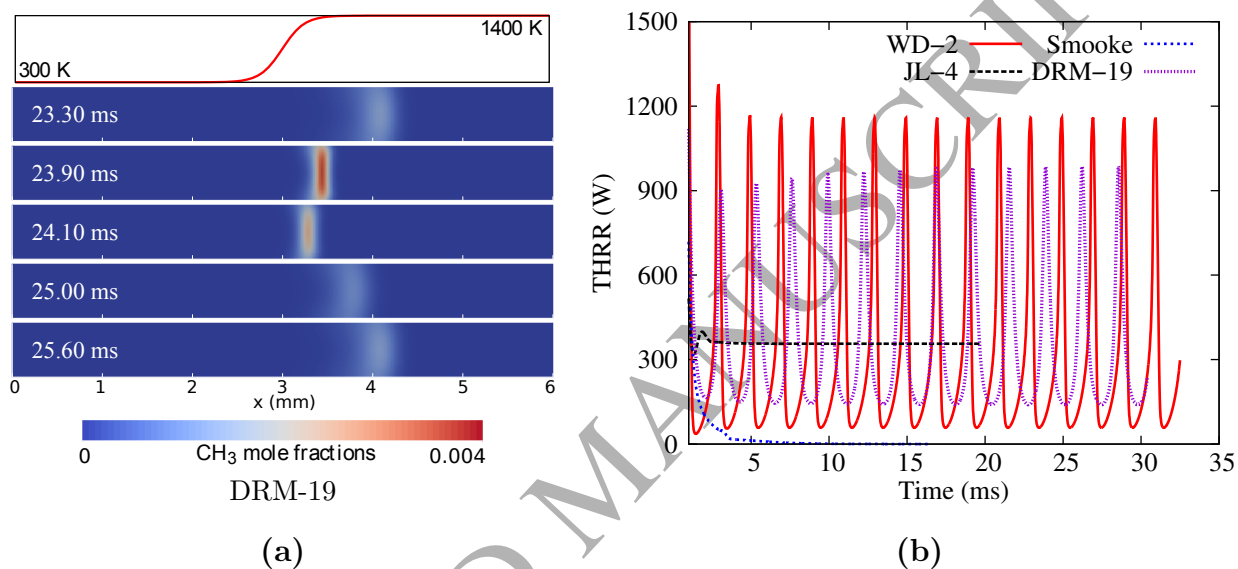 300 K
1400 K
23.30 ms
23.90 ms
24.10 ms
25.00 ms
25.60 ms
0 1 2 3 4 5 6
x (mm)
0 CH3 mole fractions 0.004
DRM-19
(a)
1500
1200
900
600
300
0
THRR (W)
WD−2 Smooke
JL−4 DRM−19
5 10 15 20 25 30 35
Time (ms)
(b)
D MANUSCRI